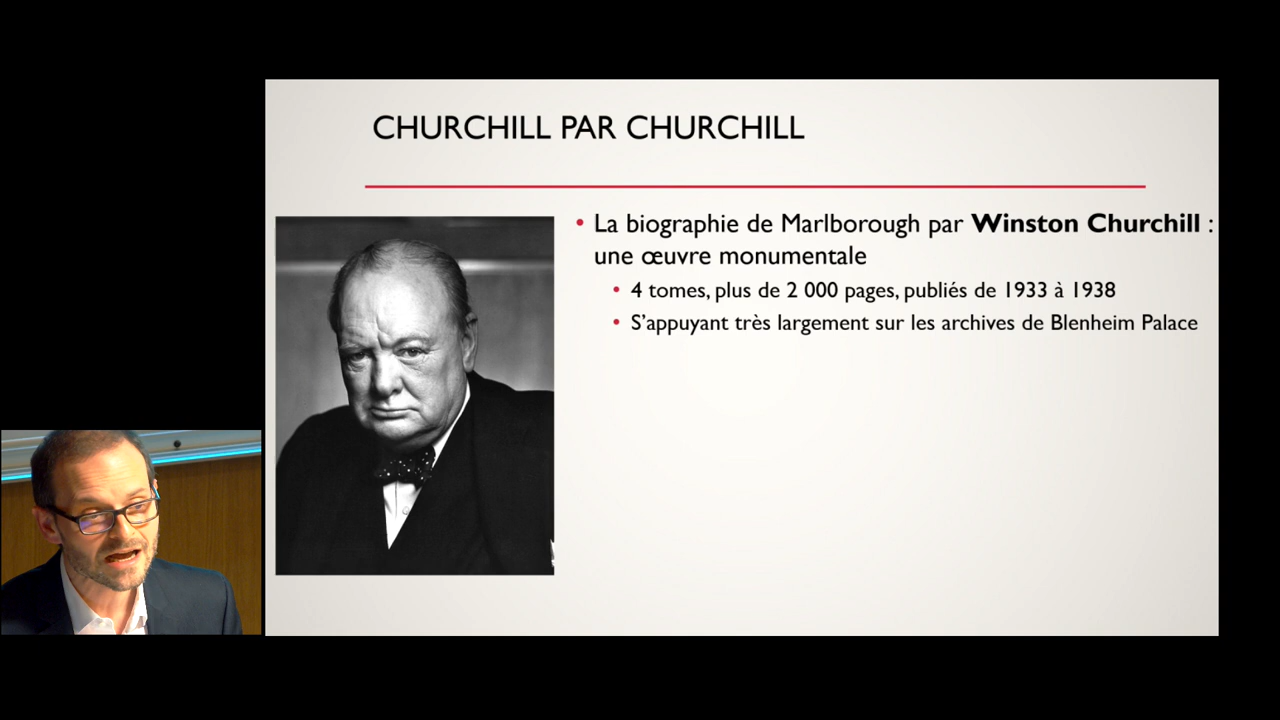 CHURCHILL PAR CHURCHILL
• La biographie de Marlborough par Winston Churchill :
une œuvre monumentale
• 4 tomes, plus de 2 000 pages, publiés de 1933 à 1938
• S’appuyant très largement sur les archives de Blenheim Palace